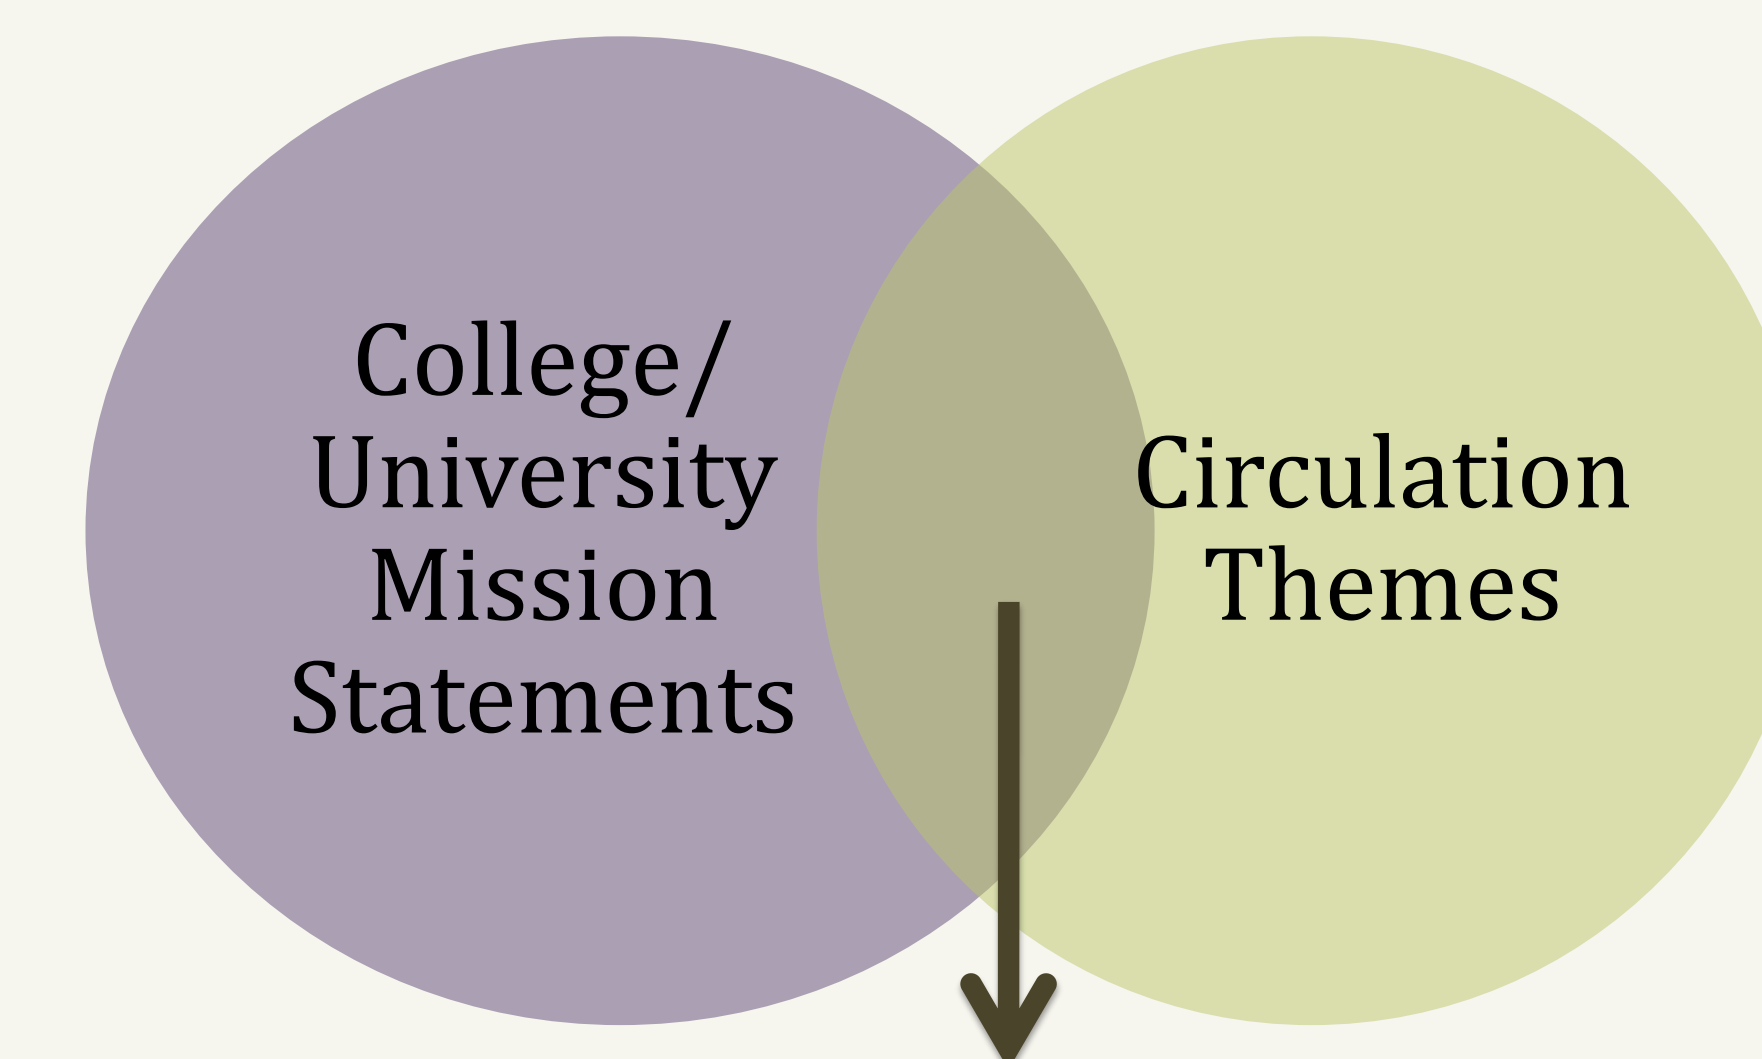 College/
University
Mission
Statements
Circulation
Themes